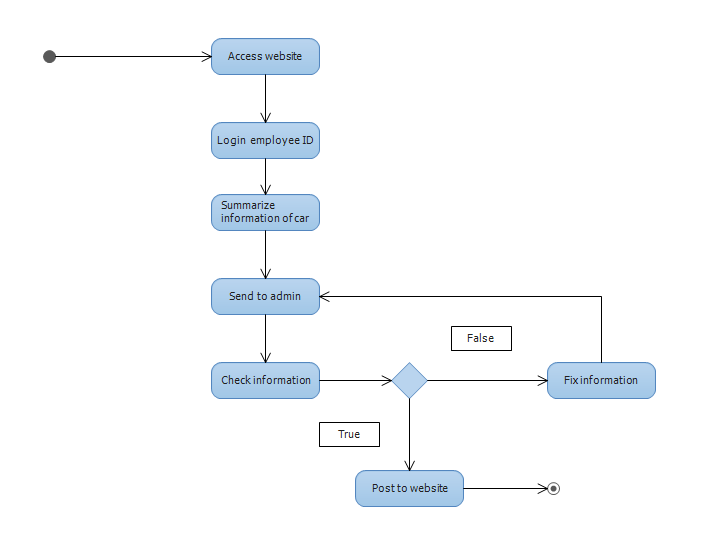 Access website
Login employee ID
Summarize
information of car
Send to admin
False
Check information
Fix information
True
Post to website